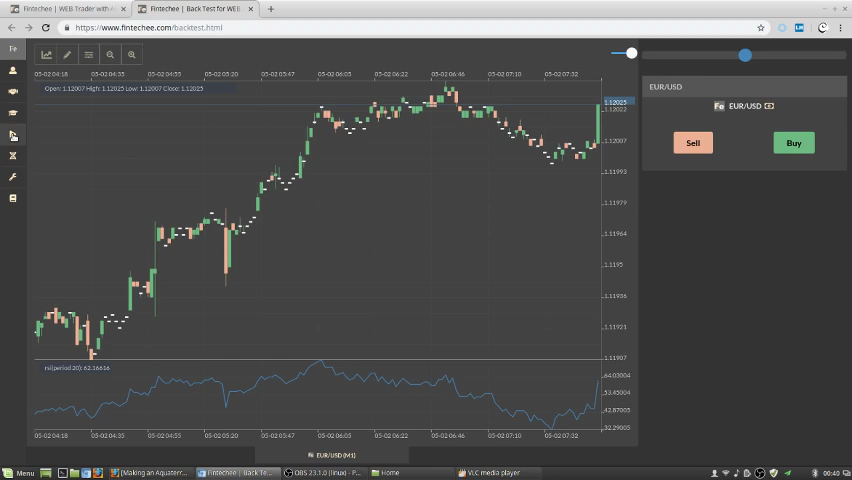 Fintechee | WEB Trader with A
Fintechee | Back Test for WEB
https://www.fintechee.com/backtest.html
Fe
05-02 04:18 05-02 04:35 05-02 04:55 05-02 05:20 05-02 05:47 05-02 06:22 05-02 06:46 05-02 07:10 05-02 07:32
Open: 1.12007 High: 1.12025 Low: 1.12007 Close: 1.12025
1.12025
1.12022
1.12007
1.11993
1.11979
1.11964
1.1195
1.11936
1.11921
1.11907
EUR/USD
EUR/USD
Sell
Buy
rsi(period 20): 62.16616
64.03004
53.45004
42.87005
32.29005
05-02 04:18 05-02 04:35 05-02 04:55 05-02 05:20 05-02 05:47 05-02 06:22 05-02 06:46 05-02 07:10 05-02 07:32
EUR/USD (M1)
Menu
[Making an Aquaterr...
Fintechee | Back Te...
OBS 23.1.0 (linux) - P...
Home
VLC media player
00:40